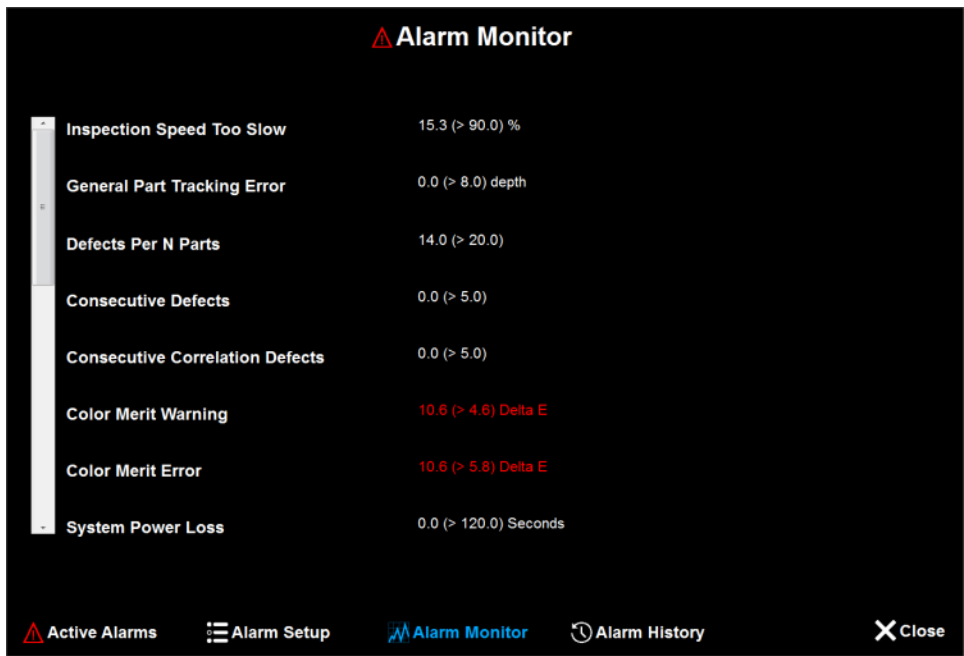 Alarm Monitor
Inspection Speed Too Slow 15.3 (> 90.0) %
General Part Tracking Error 0.0 (> 8.0) depth
Defects Per N Parts 14.0 (> 20.0)
Consecutive Defects 0.0 (> 5.0)
Consecutive Correlation Defects 0.0 (> 5.0)
Color Merit Warning 10.6 (> 4.6) Delta E
Color Merit Error 10.6 (> 5.8) Delta E
System Power Loss 0.0 (> 120.0) Seconds
Active Alarms Alarm Setup Alarm Monitor Alarm History Close